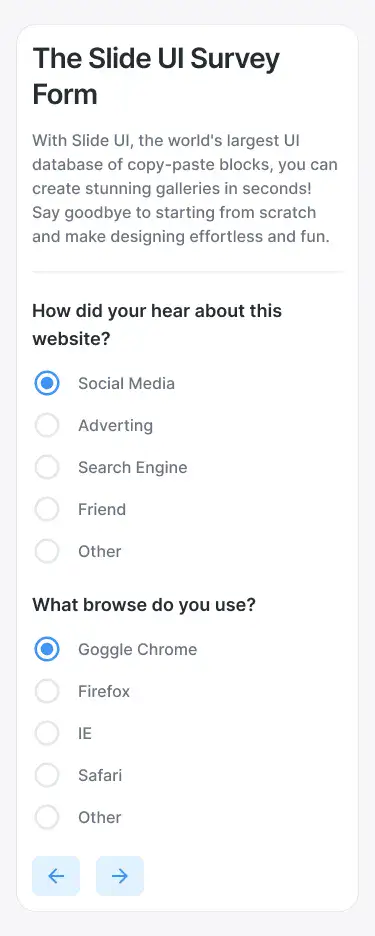 The Slide UI Survey
Form
With Slide UI, the world's largest UI
database of copy-paste blocks, you can
create stunning galleries in seconds!
Say goodbye to starting from scratch
and make designing effortless and fun.
How did your hear about this
website?
Social Media
Adverting
Search Engine
Friend
Other
What browse do you use?
Goggle Chrome
Firefox
IE
Safari
Other